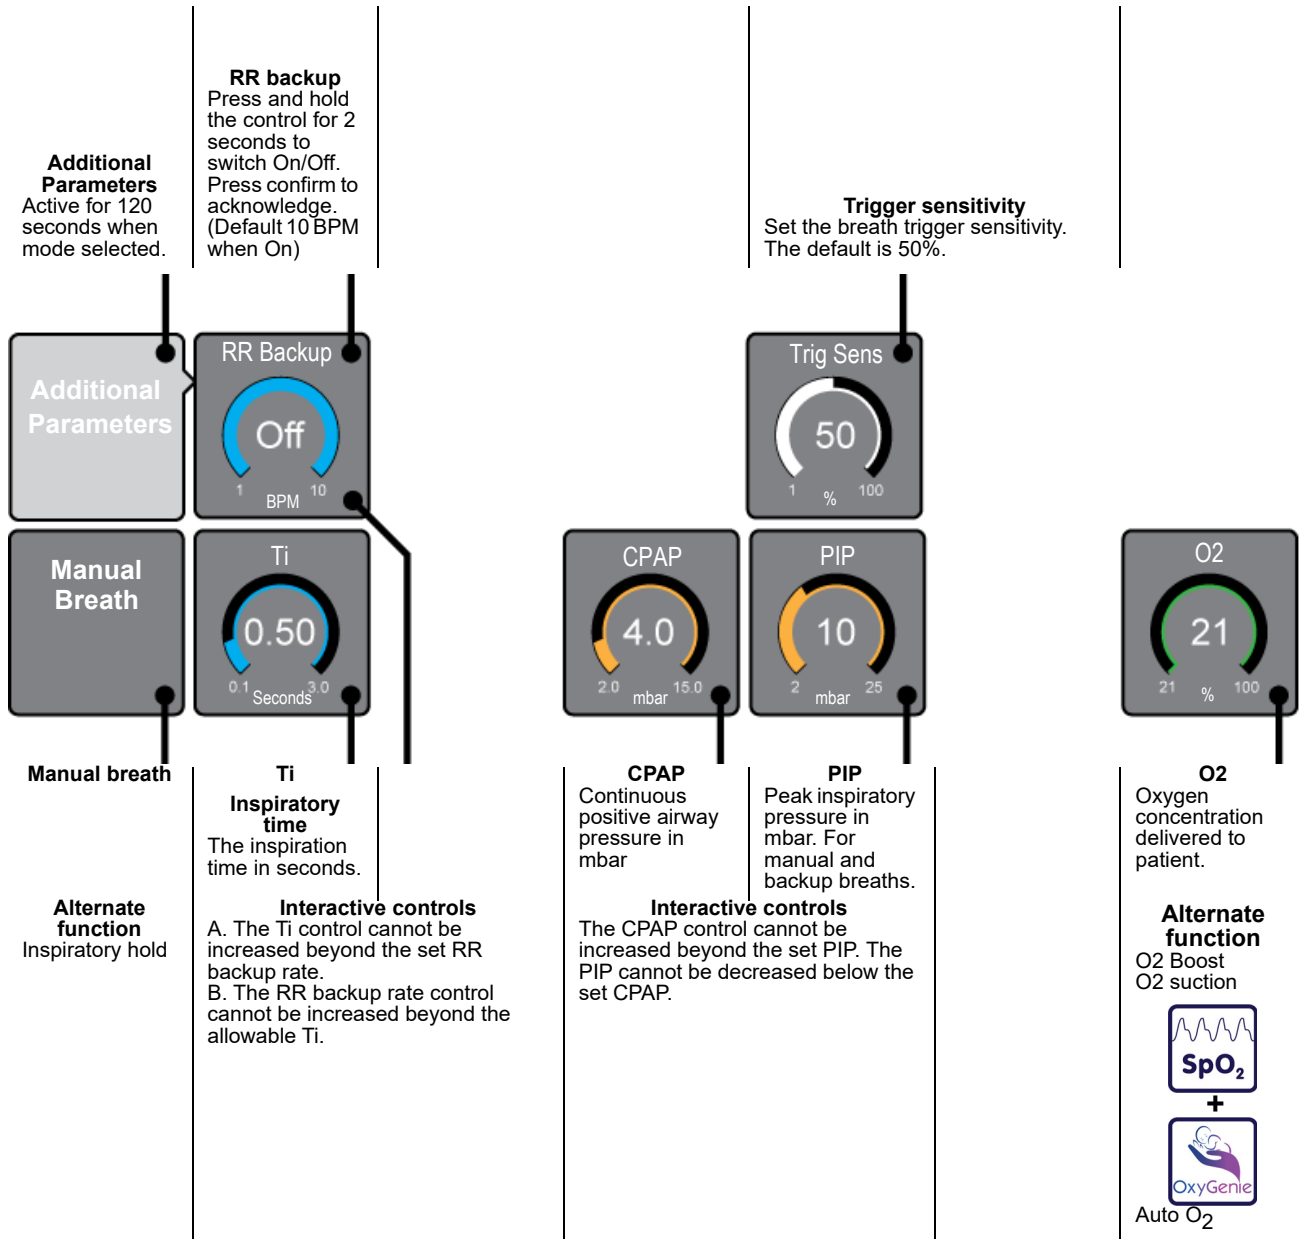 RR backup
Press and hold
the control for 2
seconds to
switch On/Off.
Press confirm to
acknowledge.
(Default 10 BPM
when On)
Additional
Parameters
Active for 120
seconds when
mode selected.
Trigger sensitivity
Set the breath trigger sensitivity.
The default is 50%.
Additional
Parameters
RR Backup
Off
1 10
BPM
Trig Sens
50
1 100
%
Manual
Breath
Ti
0.50
0.1 3.0
Seconds
CPAP
4.0
2.0 15.0
mbar
PIP
10
2 25
mbar
O2
21
21 100
%
Manual breath
Alternate
function
Inspiratory hold
Ti
Inspiratory
time
The inspiration
time in seconds.
Interactive controls
A. The Ti control cannot be
increased beyond the set RR
backup rate.
B. The RR backup rate control
cannot be increased beyond the
allowable Ti.
CPAP
Continuous
positive airway
pressure in
mbar
PIP
Peak inspiratory
pressure in
mbar. For
manual and
backup breaths.
Interactive controls
The CPAP control cannot be
increased beyond the set PIP. The
PIP cannot be decreased below the
set CPAP.
O2
Oxygen
concentration
delivered to
patient.
Alternate
function
O2 Boost
O2 suction
SpO2
+
OxyGenie
Auto O2